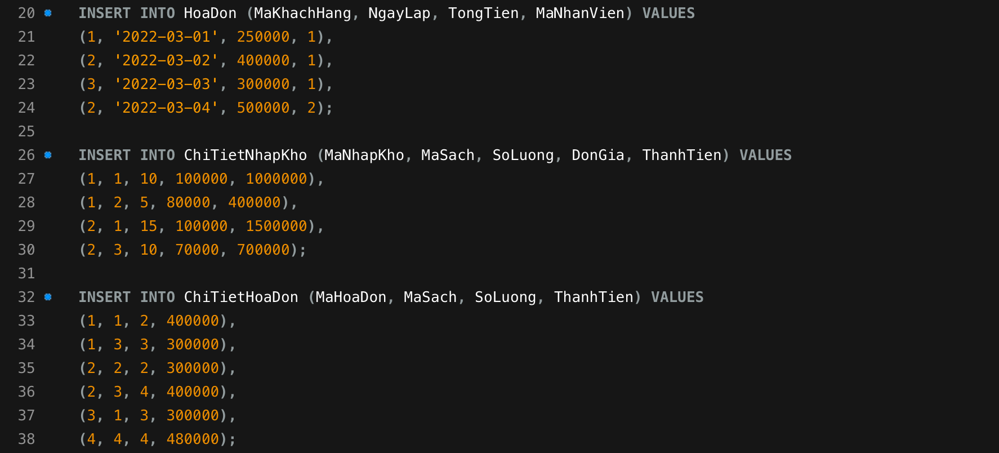 20 INSERT INTO HoaDon (MaKhachHang, NgayLap, TongTien, MaNhanVien) VALUES
21 (1, '2022-03-01', 250000, 1),
22 (2, '2022-03-02', 400000, 1),
23 (3, '2022-03-03', 300000, 1),
24 (2, '2022-03-04', 500000, 2);
25
26 INSERT INTO ChiTietNhapKho (MaNhapKho, MaSach, SoLuong, DonGia, ThanhTien) VALUES
27 (1, 1, 10, 100000, 1000000),
28 (1, 2, 5, 80000, 400000),
29 (2, 1, 15, 100000, 1500000),
30 (2, 3, 10, 70000, 700000);
31
32 INSERT INTO ChiTietHoaDon (MaHoaDon, MaSach, SoLuong, ThanhTien) VALUES
33 (1, 1, 2, 400000),
34 (1, 3, 3, 300000),
35 (2, 2, 2, 300000),
36 (2, 3, 4, 400000),
37 (3, 1, 3, 300000),
38 (4, 4, 4, 480000);